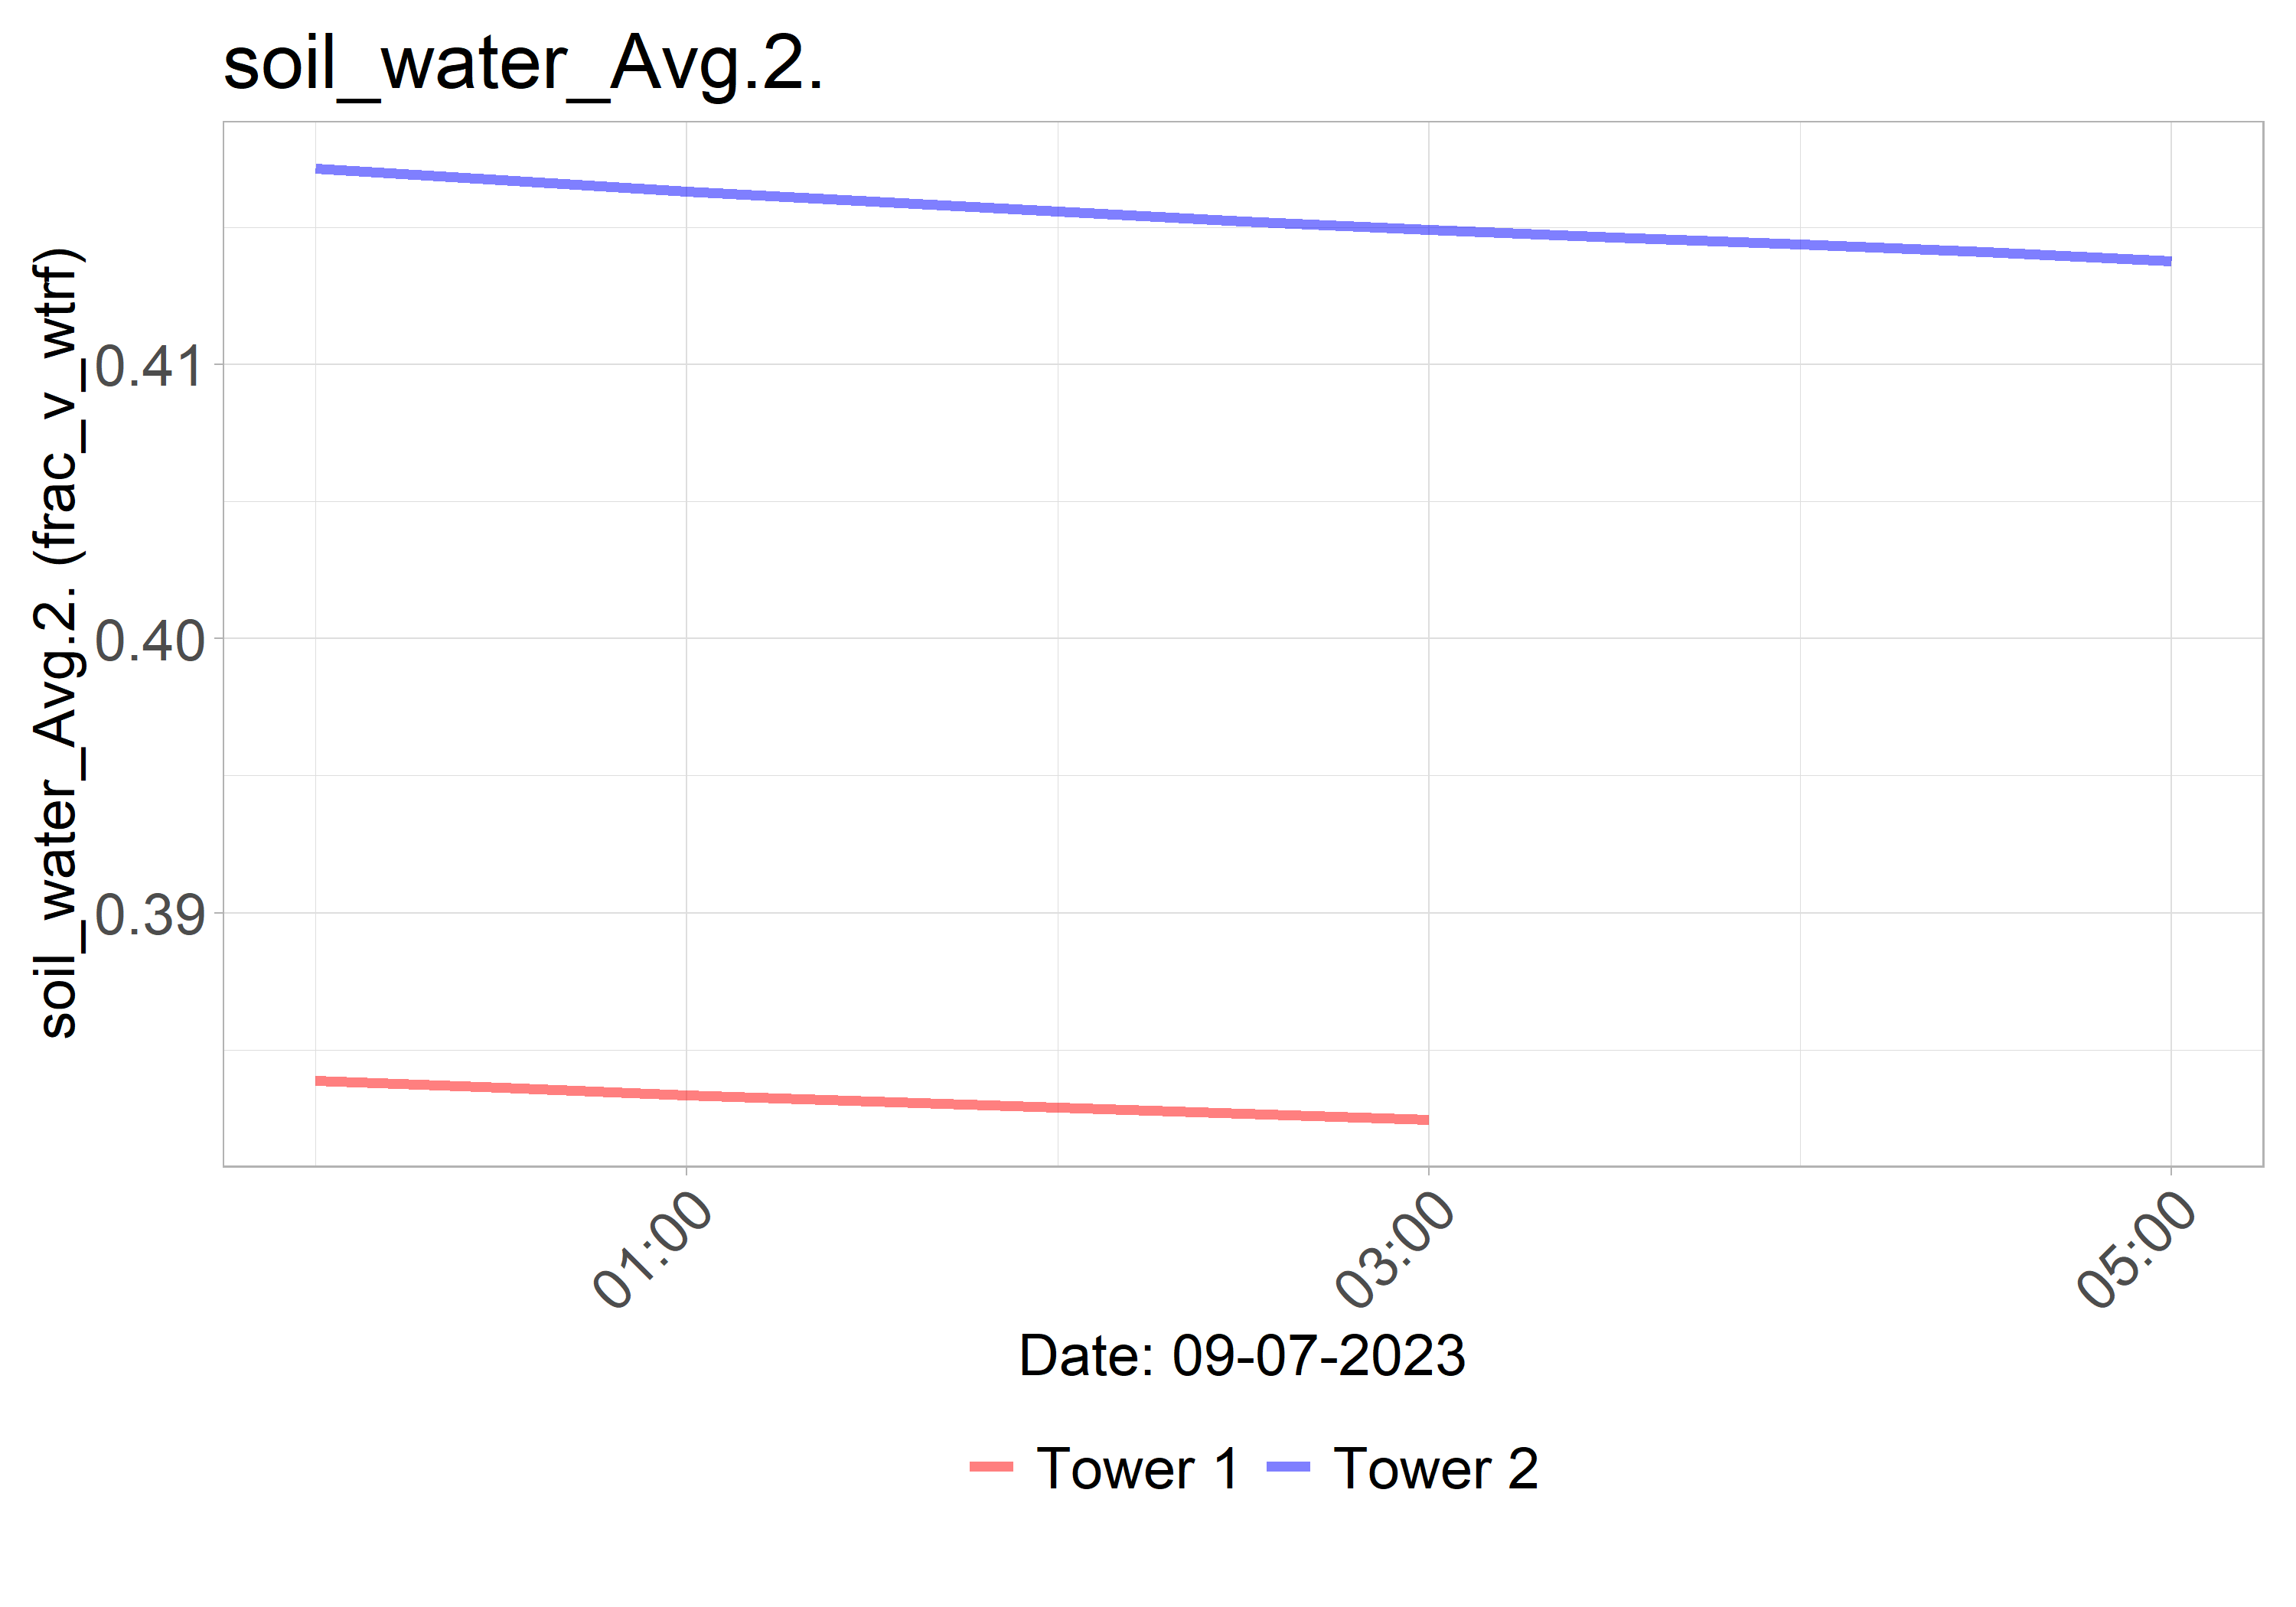 soil_water_Avg.2.
soil_water_Avg.2. (frac_v_wtrf)
0.41
0.40
0.39
01:00
03:00
05:00
Date: 09-07-2023
Tower 1
Tower 2